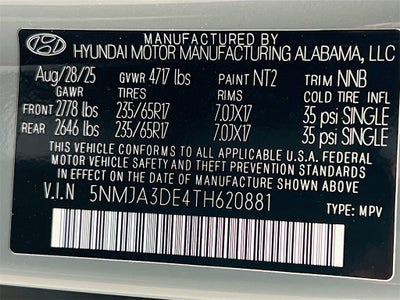 MANUFACTURED BY
HYUNDAI MOTOR MANUFACTURING ALABAMA, LLC
Aug/28/25 GVWR 4717 lbs PAINT NT2 TRIM NNB
GAWR TIRES RIMS COLD TIRE INFL
FRONT 2778 lbs 235/65R17 7.0JX17 35 psi SINGLE
REAR 2646 lbs 235/65R17 7.0JX17 35 psi SINGLE
THIS VEHICLE CONFORMS TO ALL APPLICABLE U.S.A. FEDERAL
MOTOR VEHICLE SAFETY, BUMPER, AND THEFT PREVENTION STANDARDS
IN EFFECT ON THE DATE OF MANUFACTURE SHOWN ABOVE.
V.I.N 5NMJA3DE4TH620881
TYPE: MPV